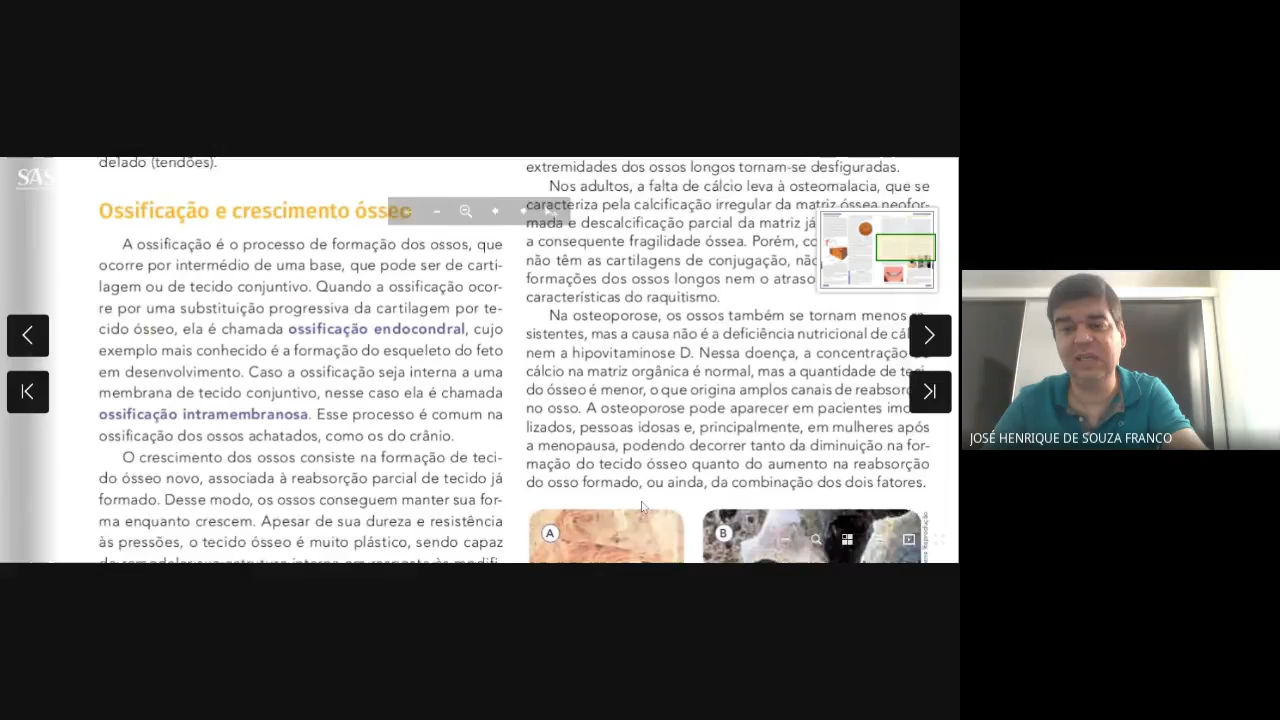 delado (tendões).
SAS
Ossificação e crescimento ósseo
A ossificação é o processo de formação dos ossos, que
ocorre por intermédio de uma base, que pode ser de carti-
lagem ou de tecido conjuntivo. Quando a ossificação ocor-
re por uma substituição progressiva da cartilagem por te-
cido ósseo, ela é chamada ossificação endocondral, cujo
exemplo mais conhecido é a formação do esqueleto do feto
em desenvolvimento. Caso a ossificação seja interna a uma
membrana de tecido conjuntivo, nesse caso ela é chamada
ossificação intramembranosa. Esse processo é comum na
ossificação dos ossos achatados, como os do crânio.
O crescimento dos ossos consiste na formação de teci-
do ósseo novo, associada à reabsorção parcial de tecido já
formado. Desse modo, os ossos conseguem manter sua for-
ma enquanto crescem. Apesar de sua dureza e resistência
às pressões, o tecido ósseo é muito plástico, sendo capaz
extremidades dos ossos longos tornam-se desfiguradas.
Nos adultos, a falta de cálcio leva à osteomalacia, que se
caracteriza pela calcificação irregular da matriz óssea neofor-
mada e descalcificação parcial da matriz já
a consequente fragilidade óssea. Porém,
não têm as cartilagens de conjugação,
formações dos ossos longos nem o atraso
características do raquitismo.
Na osteoporose, os ossos também se tornam menos
sistentes, mas a causa não é a deficiência nutricional de
nem a hipovitaminose D. Nessa doença, a concentração
cálcio na matriz orgânica é normal, mas a quantidade de
do ósseo é menor, o que origina amplos canais de
no osso. A osteoporose pode aparecer em pacientes
lizados, pessoas idosas e, principalmente, em mulheres após
a menopausa, podendo decorrer tanto da diminuição na for-
mação do tecido ósseo quanto do aumento na reabsorção
do osso formado, ou ainda, da combinação dos dois fatores.
A
B
JOSÉ HENRIQUE DE SOUZA FRANCO